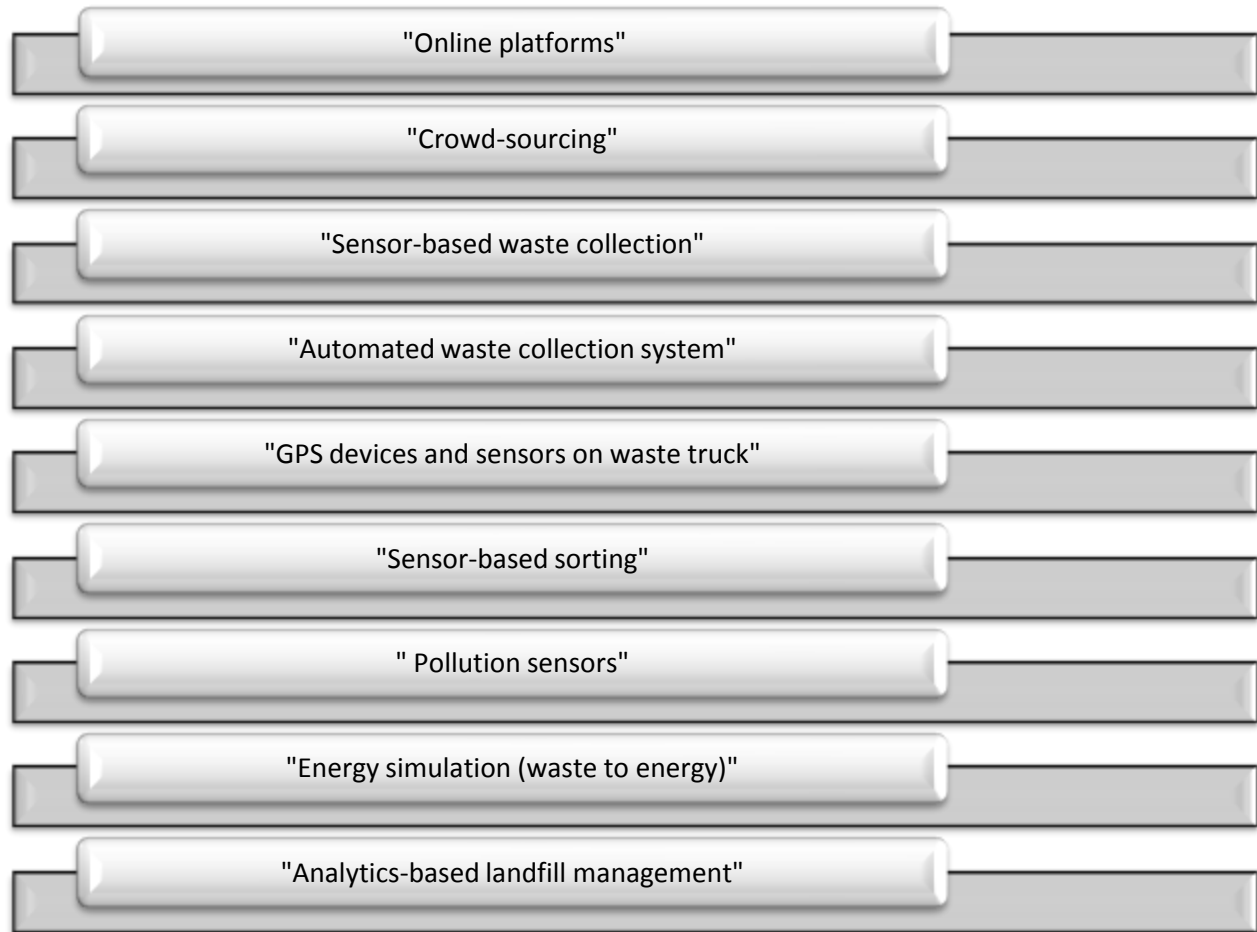 "Online platforms"
"Crowd-sourcing"
"Sensor-based waste collection"
"Automated waste collection system"
"GPS devices and sensors on waste truck"
"Sensor-based sorting"
" Pollution sensors"
"Energy simulation (waste to energy)"
"Analytics-based landfill management"